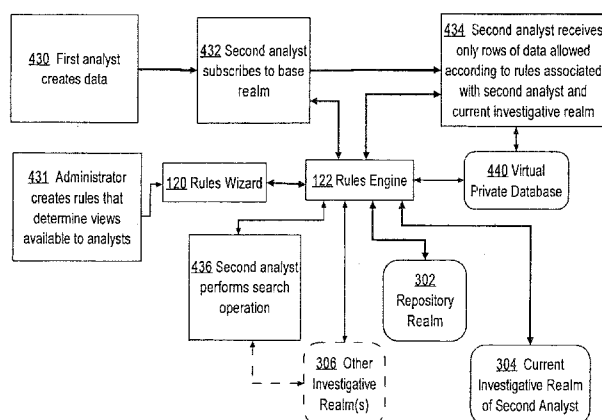 430 First analyst
creates data
432 Second analyst
subscribes to base
realm
434 Second analyst receives
only rows of data allowed
according to rules associated
with second analyst and
current investigative realm
431 Administrator
creates rules that
determine views
available to analysts
120 Rules Wizard
122 Rules Engine
440 Virtual
Private Database
436 Second analyst
performs search
operation
302
Repository
Realm
306 Other
Investigative
Realm(s)
304 Current
Investigative Realm
of Second Analyst